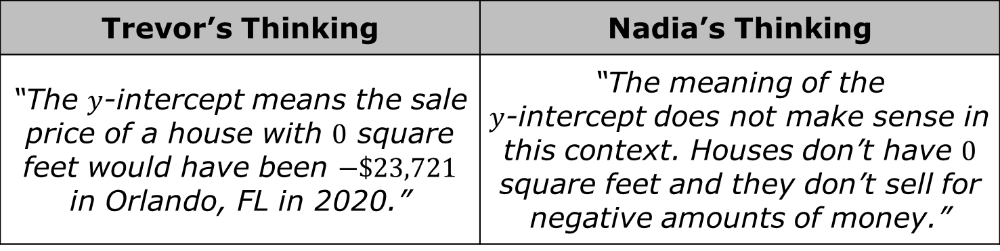 Trevor’s Thinking
“The y-intercept means the sale
price of a house with 0 square
feet would have been −$23,721
in Orlando, FL in 2020.”
Nadia’s Thinking
“The meaning of the
y-intercept does not make sense in
this context. Houses don’t have 0
square feet and they don’t sell for
negative amounts of money.”